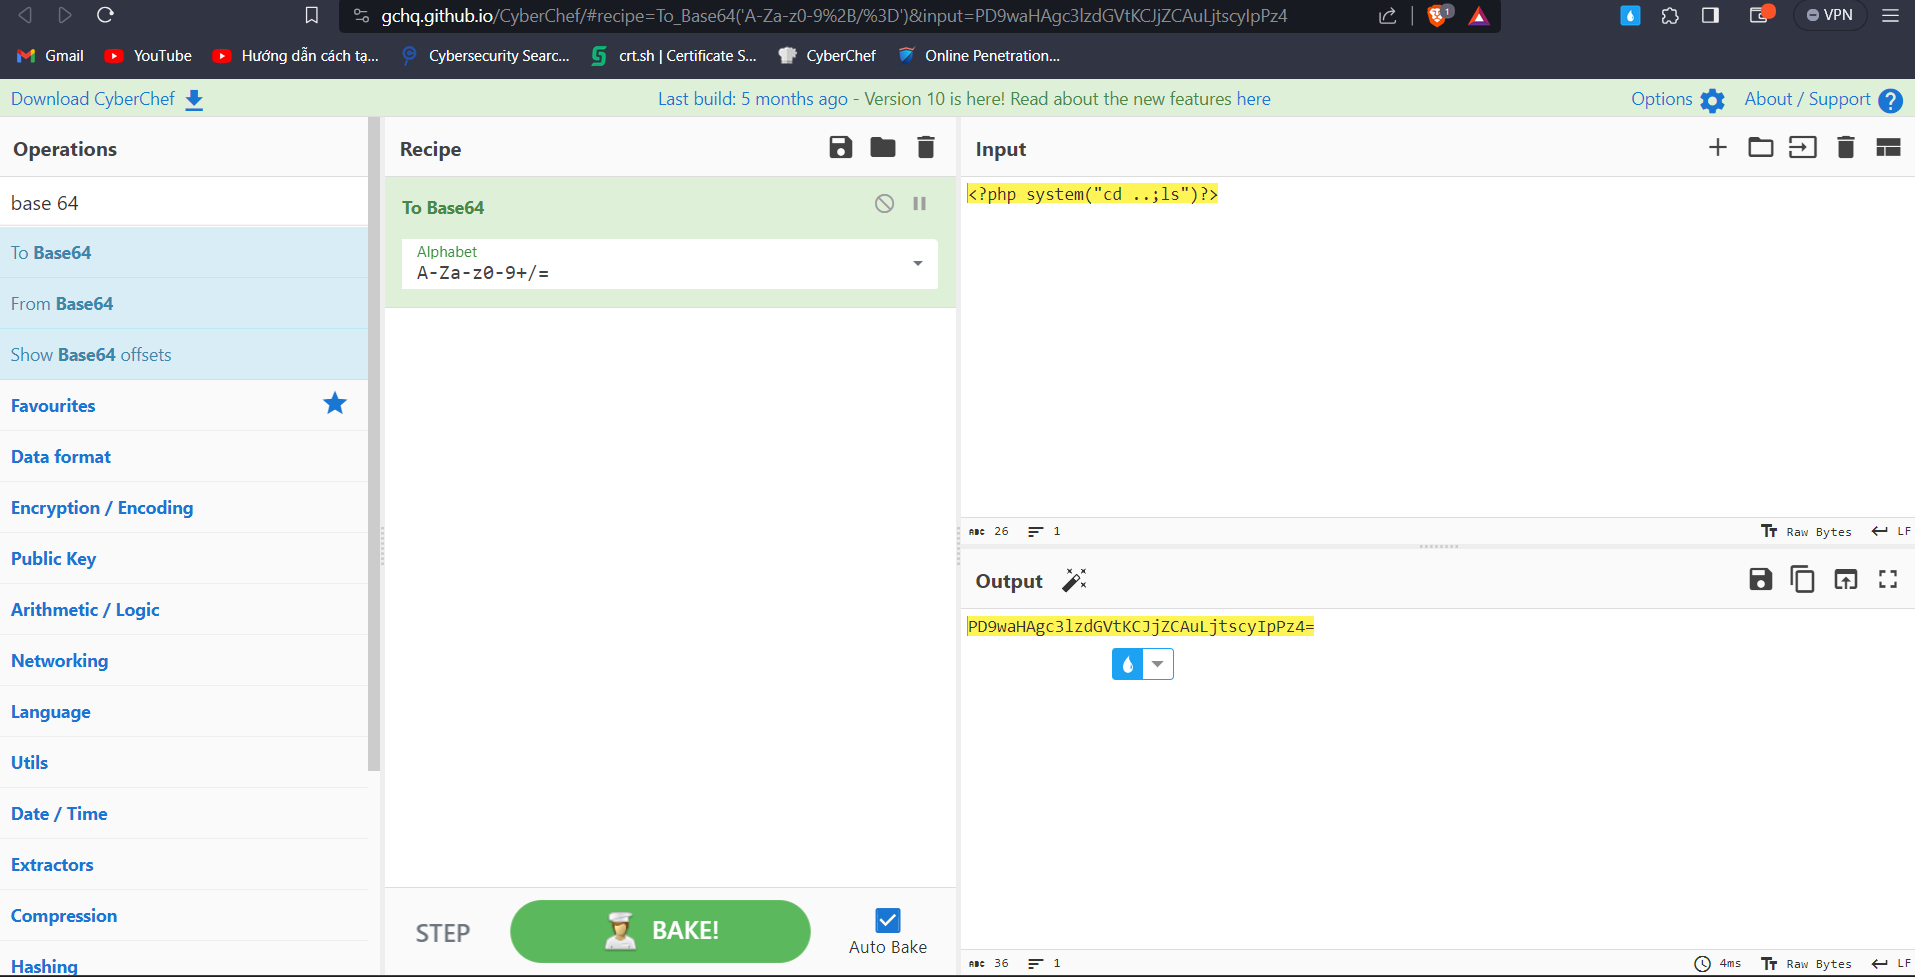 gchq.github.io/CyberChef/#recipe=To_Base64('A-Za-z0-9%2B/%3D')&input=PD9waHAgc3lzdGVtKCJjZCAuLjtscyIpPz4
1
VPN
Gmail
YouTube
Hướng dẫn cách tạ...
Cybersecurity Searc...
crt.sh | Certificate S...
CyberChef
Online Penetration...
Download CyberChef
Last build: 5 months ago - Version 10 is here! Read about the new features here
Options
About / Support
Operations
base 64
To Base64
From Base64
Show Base64 offsets
Favourites
Data format
Encryption / Encoding
Public Key
Arithmetic / Logic
Networking
Language
Utils
Date / Time
Extractors
Compression
Hashing
Recipe
To Base64
Alphabet
A-Za-z0-9+/=
STEP
BAKE!
Auto Bake
Input
<?php system("cd ..;ls")?>
ABC 26
1
Tт Raw Bytes
LF
Output
PD9waHAgc3lzdGVtKCJjZCAuLjtscyIpPz4=
ABC 36
1
4ms
Tт Raw Bytes
LF